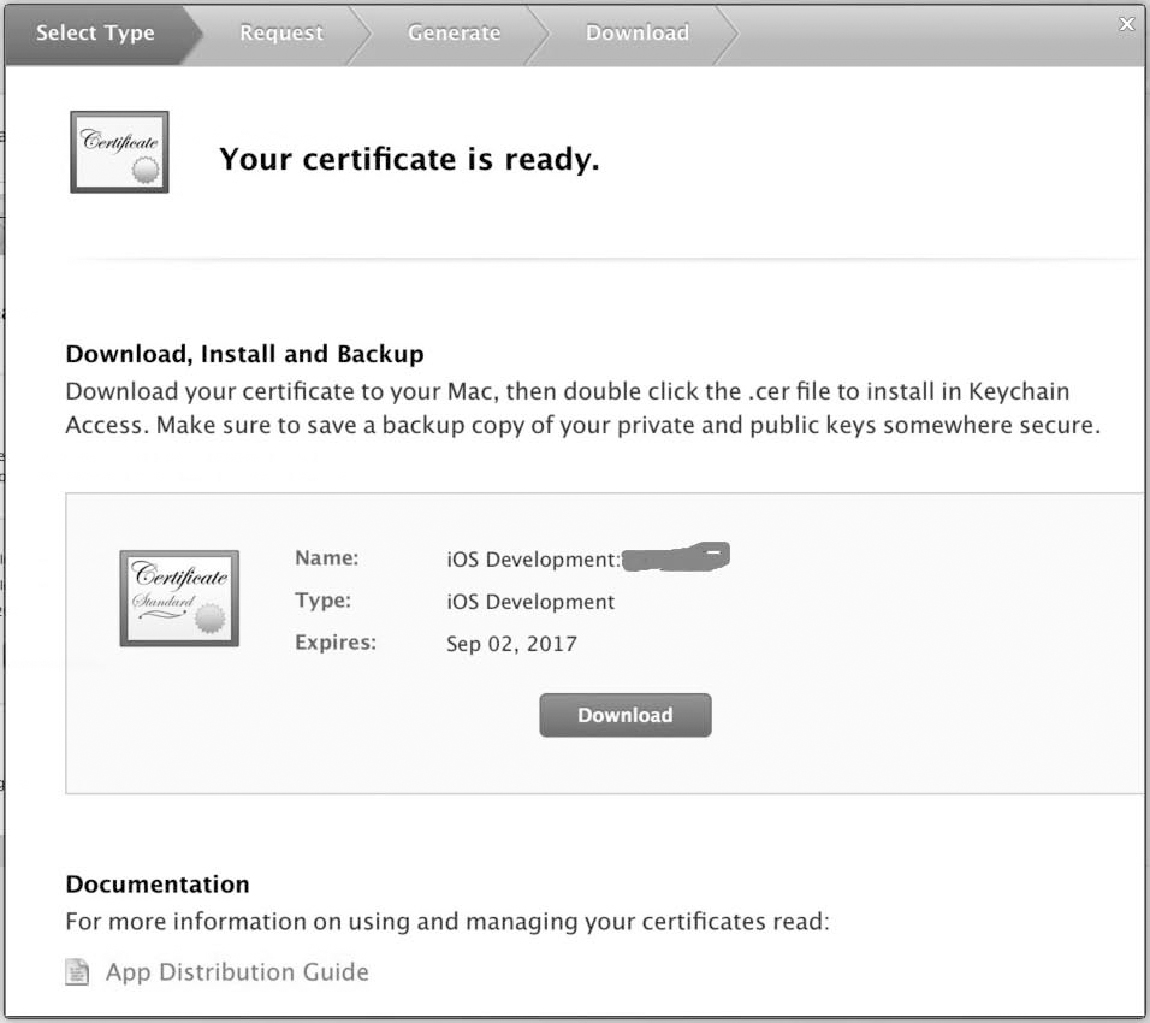 Select Type
Request
Generate
Download
Certificate
Your certificate is ready.
Download, Install and Backup
Download your certificate to your Mac, then double click the .cer file to install in Keychain
Access. Make sure to save a backup copy of your private and public keys somewhere secure.
Certificate
Standard
Name: iOS Development:
Type: iOS Development
Expires: Sep 02, 2017
Download
Documentation
For more information on using and managing your certificates read:
App Distribution Guide